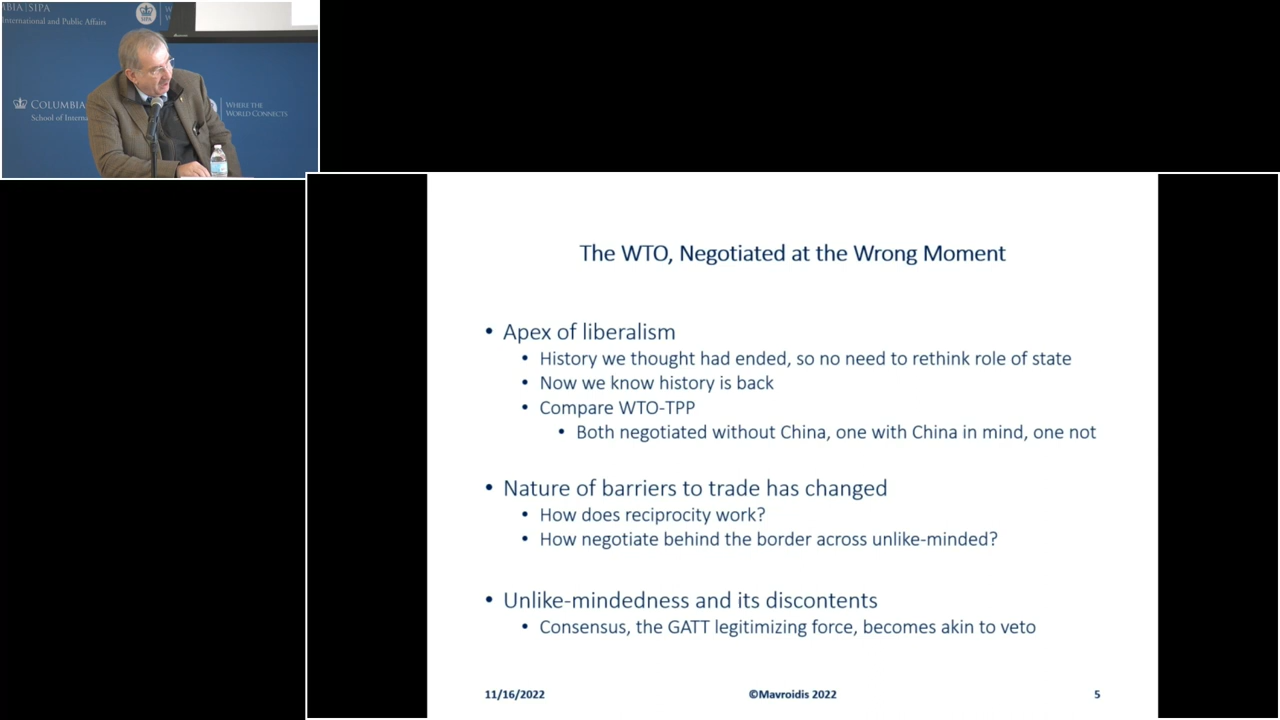 BIA|SIPA
International and Public Affairs
SIPA
COLUMBIA
School of Interna
WHERE THE
WORLD CONNECTS
The WTO, Negotiated at the Wrong Moment
• Apex of liberalism
• History we thought had ended, so no need to rethink role of state
• Now we know history is back
• Compare WTO-TPP
• Both negotiated without China, one with China in mind, one not
• Nature of barriers to trade has changed
• How does reciprocity work?
• How negotiate behind the border across unlike-minded?
• Unlike-mindedness and its discontents
• Consensus, the GATT legitimizing force, becomes akin to veto
11/16/2022 ©Mavroidis 2022 5